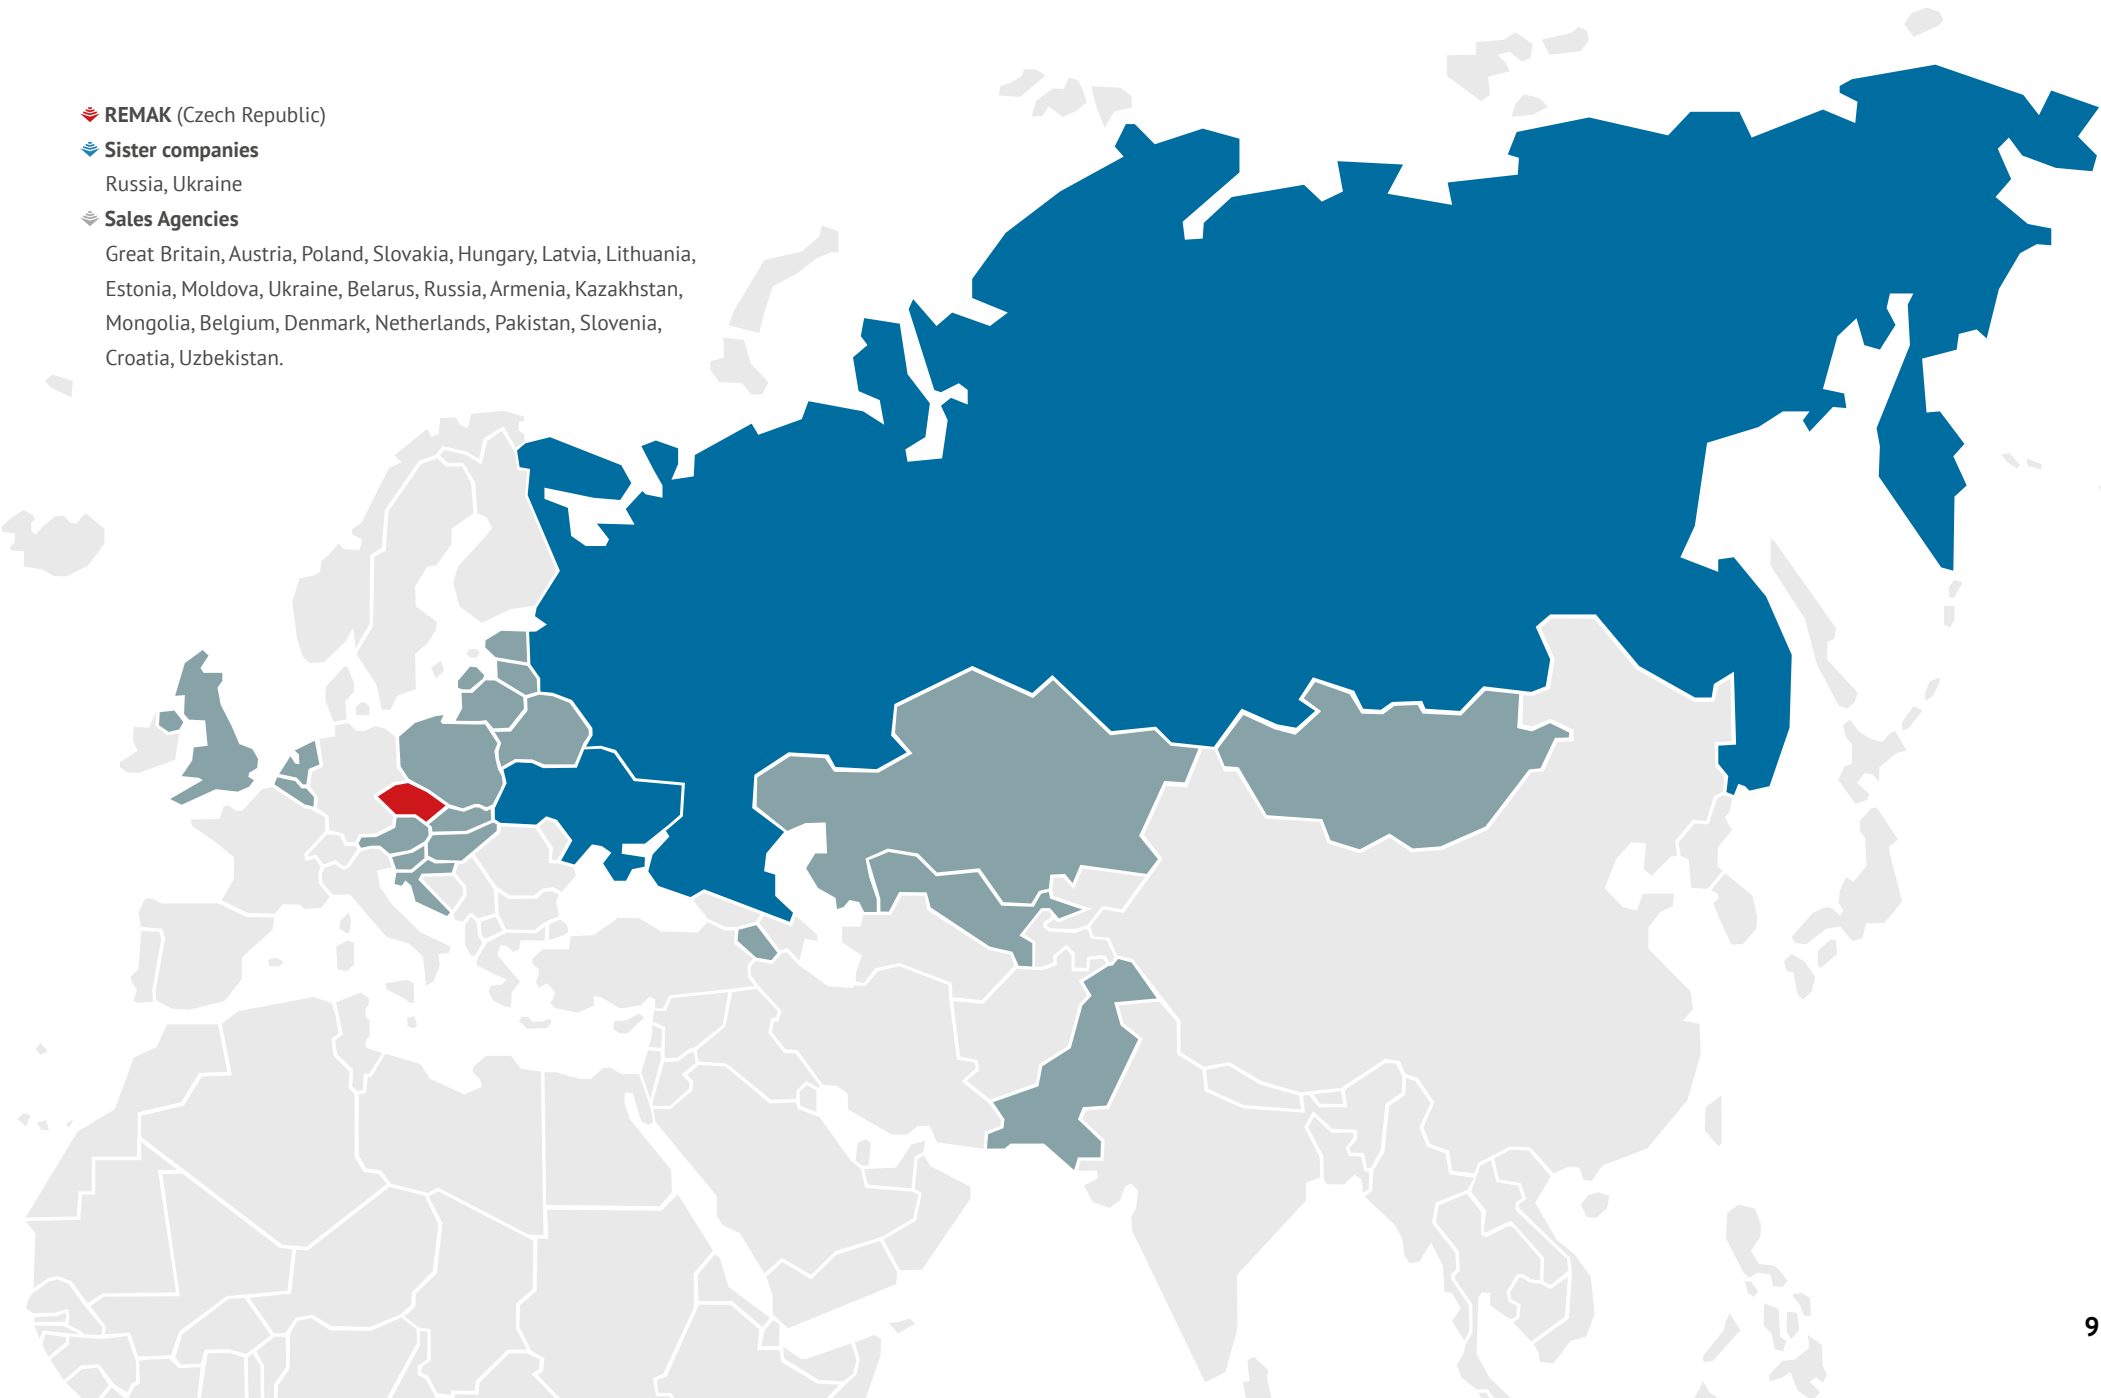 REMAK (Czech Republic)
Sister companies
Russia, Ukraine
Sales Agencies
Great Britain, Austria, Poland, Slovakia, Hungary, Latvia, Lithuania,
Estonia, Moldova, Ukraine, Belarus, Russia, Armenia, Kazakhstan,
Mongolia, Belgium, Denmark, Netherlands, Pakistan, Slovenia,
Croatia, Uzbekistan.
9